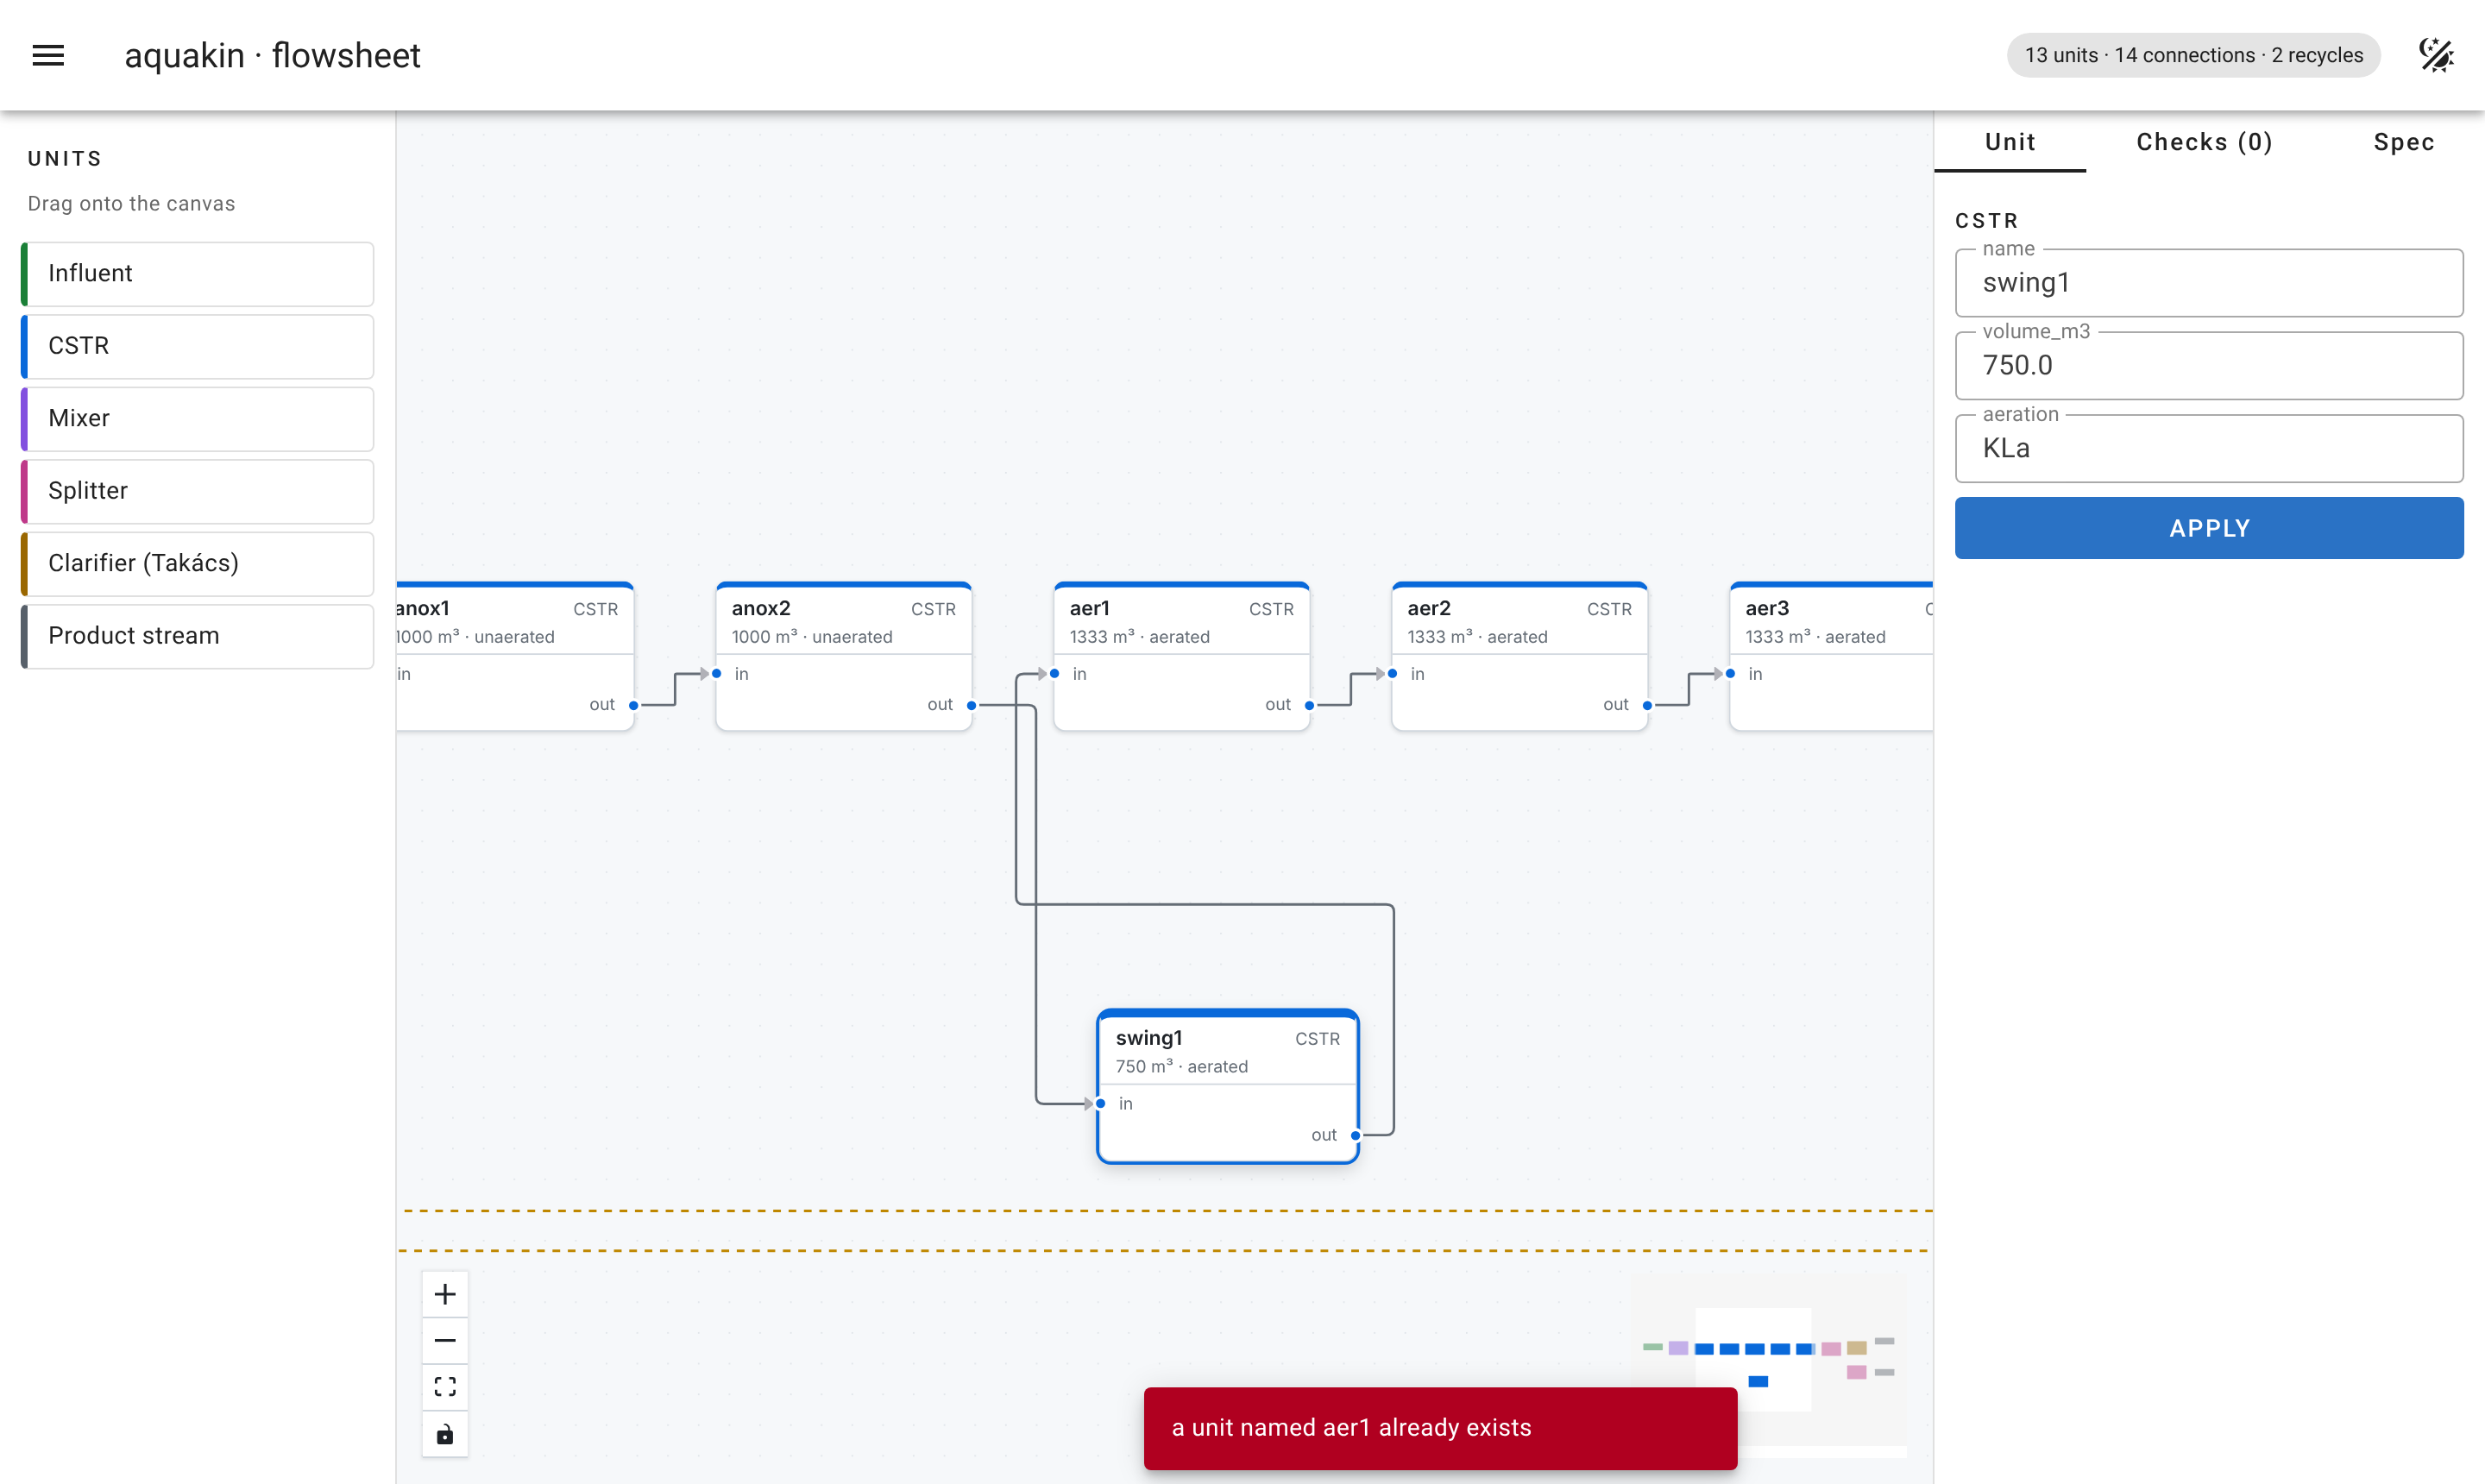 aquakin · flowsheet
13 units · 14 connections · 2 recycles
UNITS
Drag onto the canvas
Influent
CSTR
Mixer
Splitter
Clarifier (Takács)
Product stream
anox1 CSTR
1000 m³ · unaerated
in
out
anox2 CSTR
1000 m³ · unaerated
in
out
aer1 CSTR
1333 m³ · aerated
in
out
aer2 CSTR
1333 m³ · aerated
in
out
aer3 C
1333 m³ · aerated
in
swing1 CSTR
750 m³ · aerated
in
out
a unit named aer1 already exists
Unit Checks (0) Spec
CSTR
name
swing1
volume_m3
750.0
aeration
KLa
APPLY